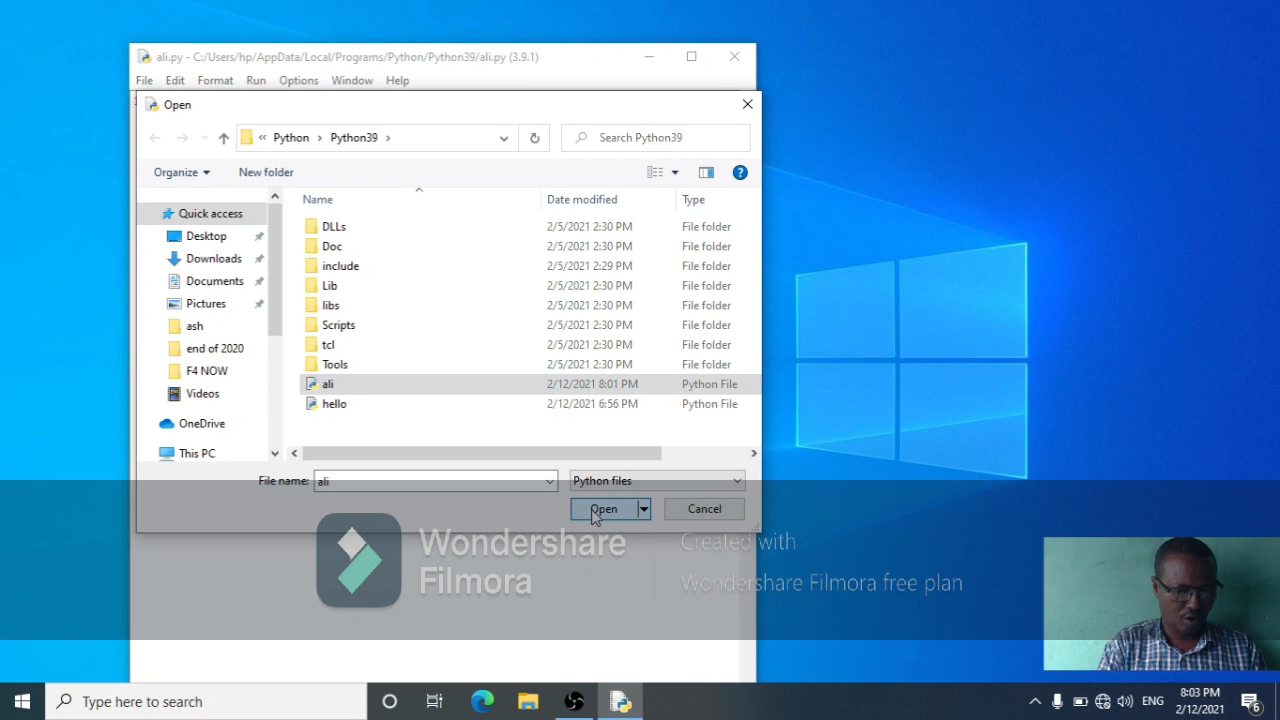 ali.py - C:/Users/hp/AppData/Local/Programs/Python/Python39/ali.py (3.9.1)
File Edit Format Run Options Window Help
Open
« Python › Python39 ›
Search Python39
Organize New folder
Name Date modified Type
Quick access
DLLs 2/5/2021 2:30 PM File folder
Desktop
Doc 2/5/2021 2:30 PM File folder
Downloads
include 2/5/2021 2:29 PM File folder
Documents
Lib 2/5/2021 2:30 PM File folder
Pictures
libs 2/5/2021 2:30 PM File folder
ash
Scripts 2/5/2021 2:30 PM File folder
end of 2020
tcl 2/5/2021 2:30 PM File folder
F4 NOW
Tools 2/5/2021 2:30 PM File folder
Videos
ali 2/12/2021 8:01 PM Python File
hello 2/12/2021 6:56 PM Python File
OneDrive
This PC
File name: ali Python files
Open Cancel
Wondershare
Filmora
Created with
Wondershare Filmora free plan
Type here to search
ENG
8:03 PM
2/12/2021
6